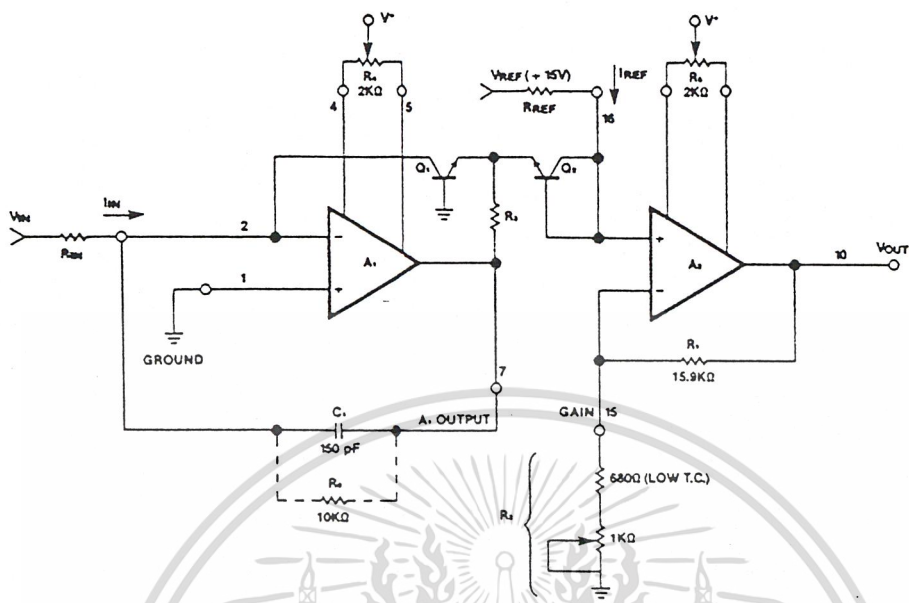 V+
V+
R₄
2KΩ
4
5
VREF (+ 15V)
RREF
IREF
16
R₅
2KΩ
Q₁
Q₂
R₃
VIN
IIN
RIN
2
−
A₁
+
1
GROUND
+
A₂
−
10
VOUT
R₁
15.9KΩ
7
A₁ OUTPUT
C₁
150 pF
10KΩ
GAIN
15
R₂
680Ω (LOW T.C.)
1KΩ